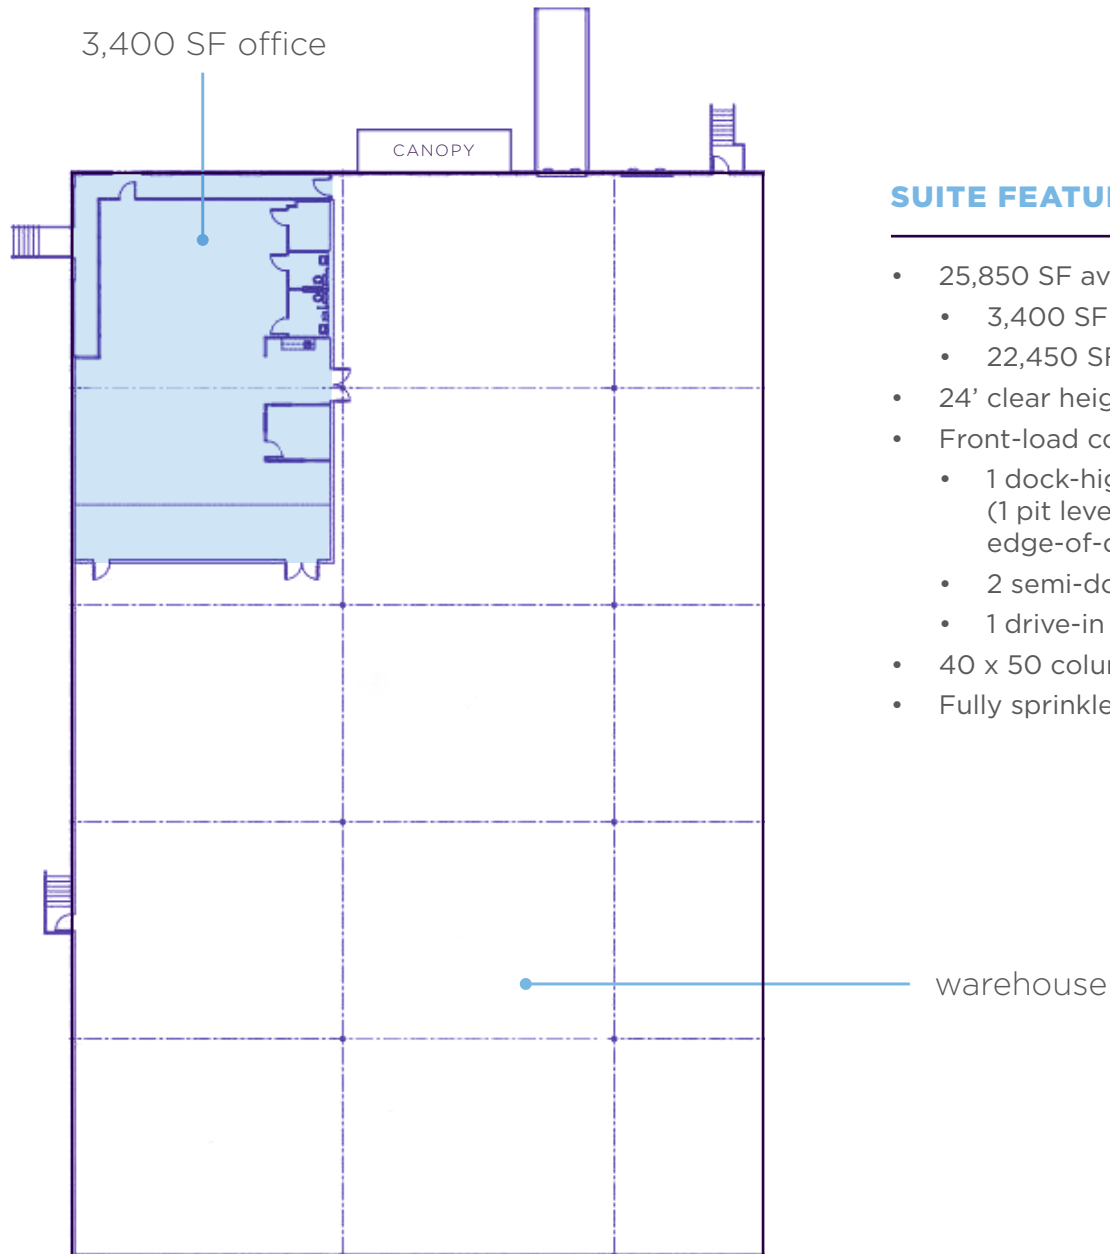 3,400 SF office
CANOPY
SUITE FEATU
• 25,850 SF av
• 3,400 SF
• 22,450 S
• 24’ clear heig
• Front-load co
• 1 dock-hig
(1 pit leve
edge-of-d
• 2 semi-do
• 1 drive-in
• 40 x 50 colu
• Fully sprinkle
warehouse